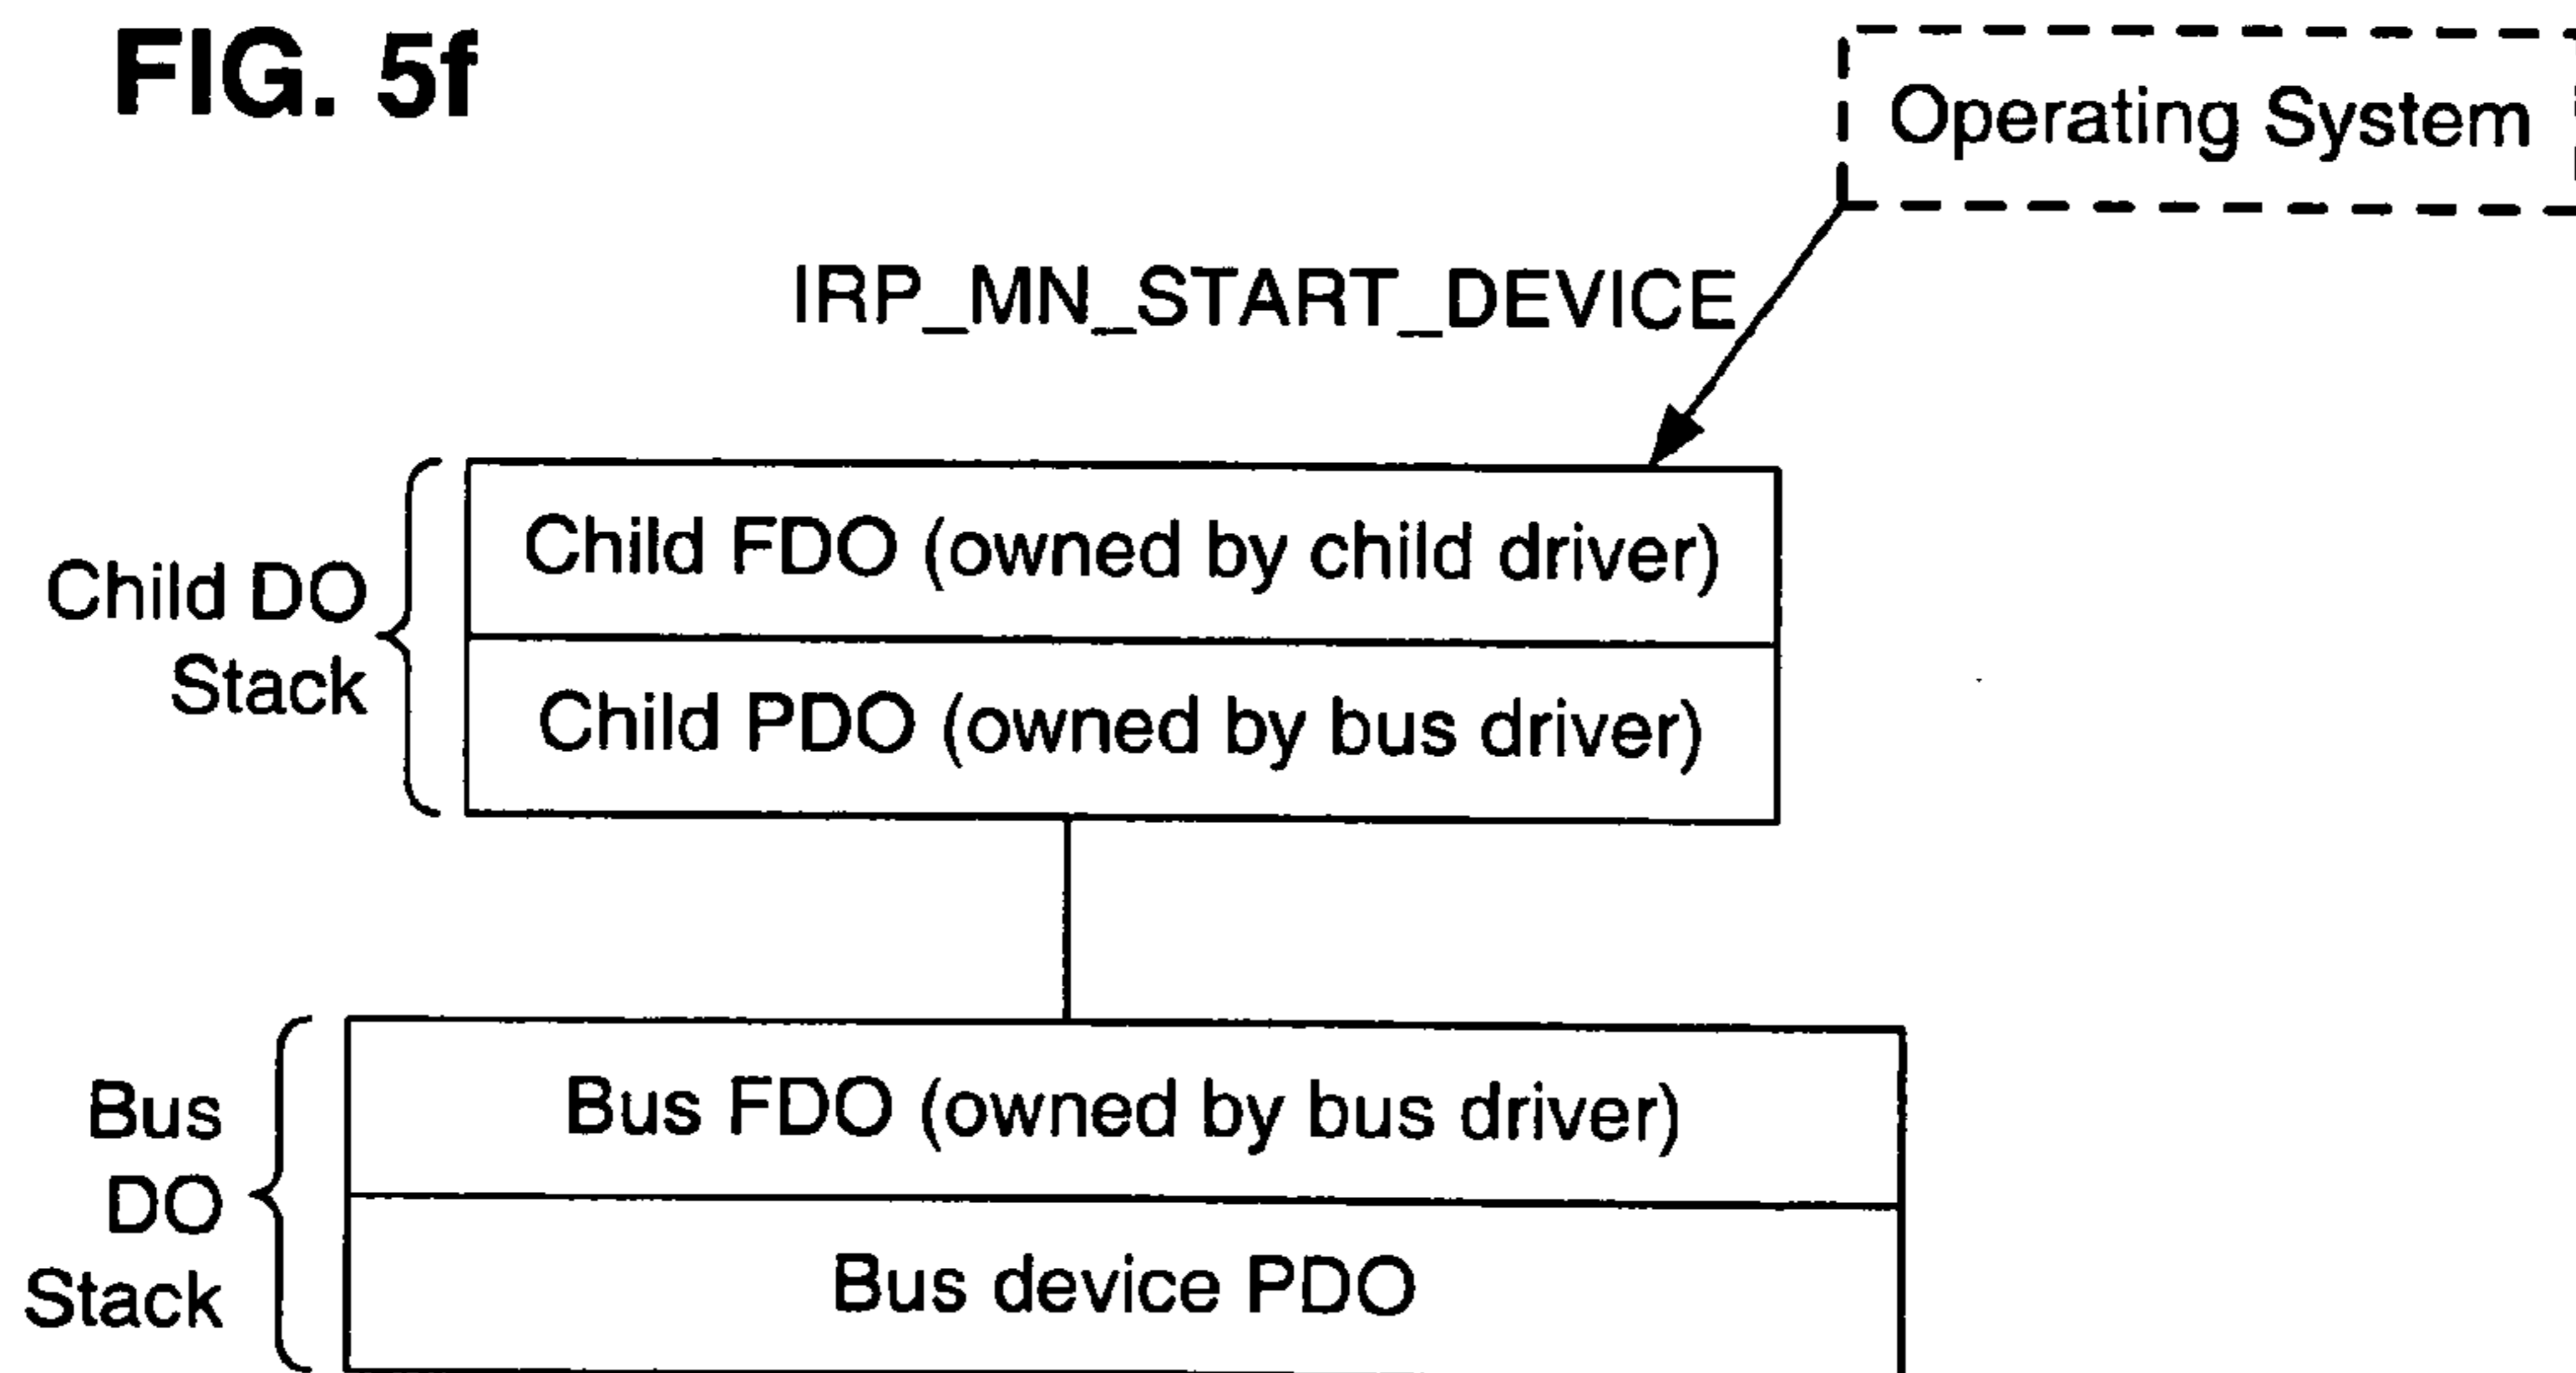 FIG. 5f
Operating System
IRP_MN_START_DEVICE
Child DO
Stack
Child FDO (owned by child driver)
Child PDO (owned by bus driver)
Bus
DO
Stack
Bus FDO (owned by bus driver)
Bus device PDO